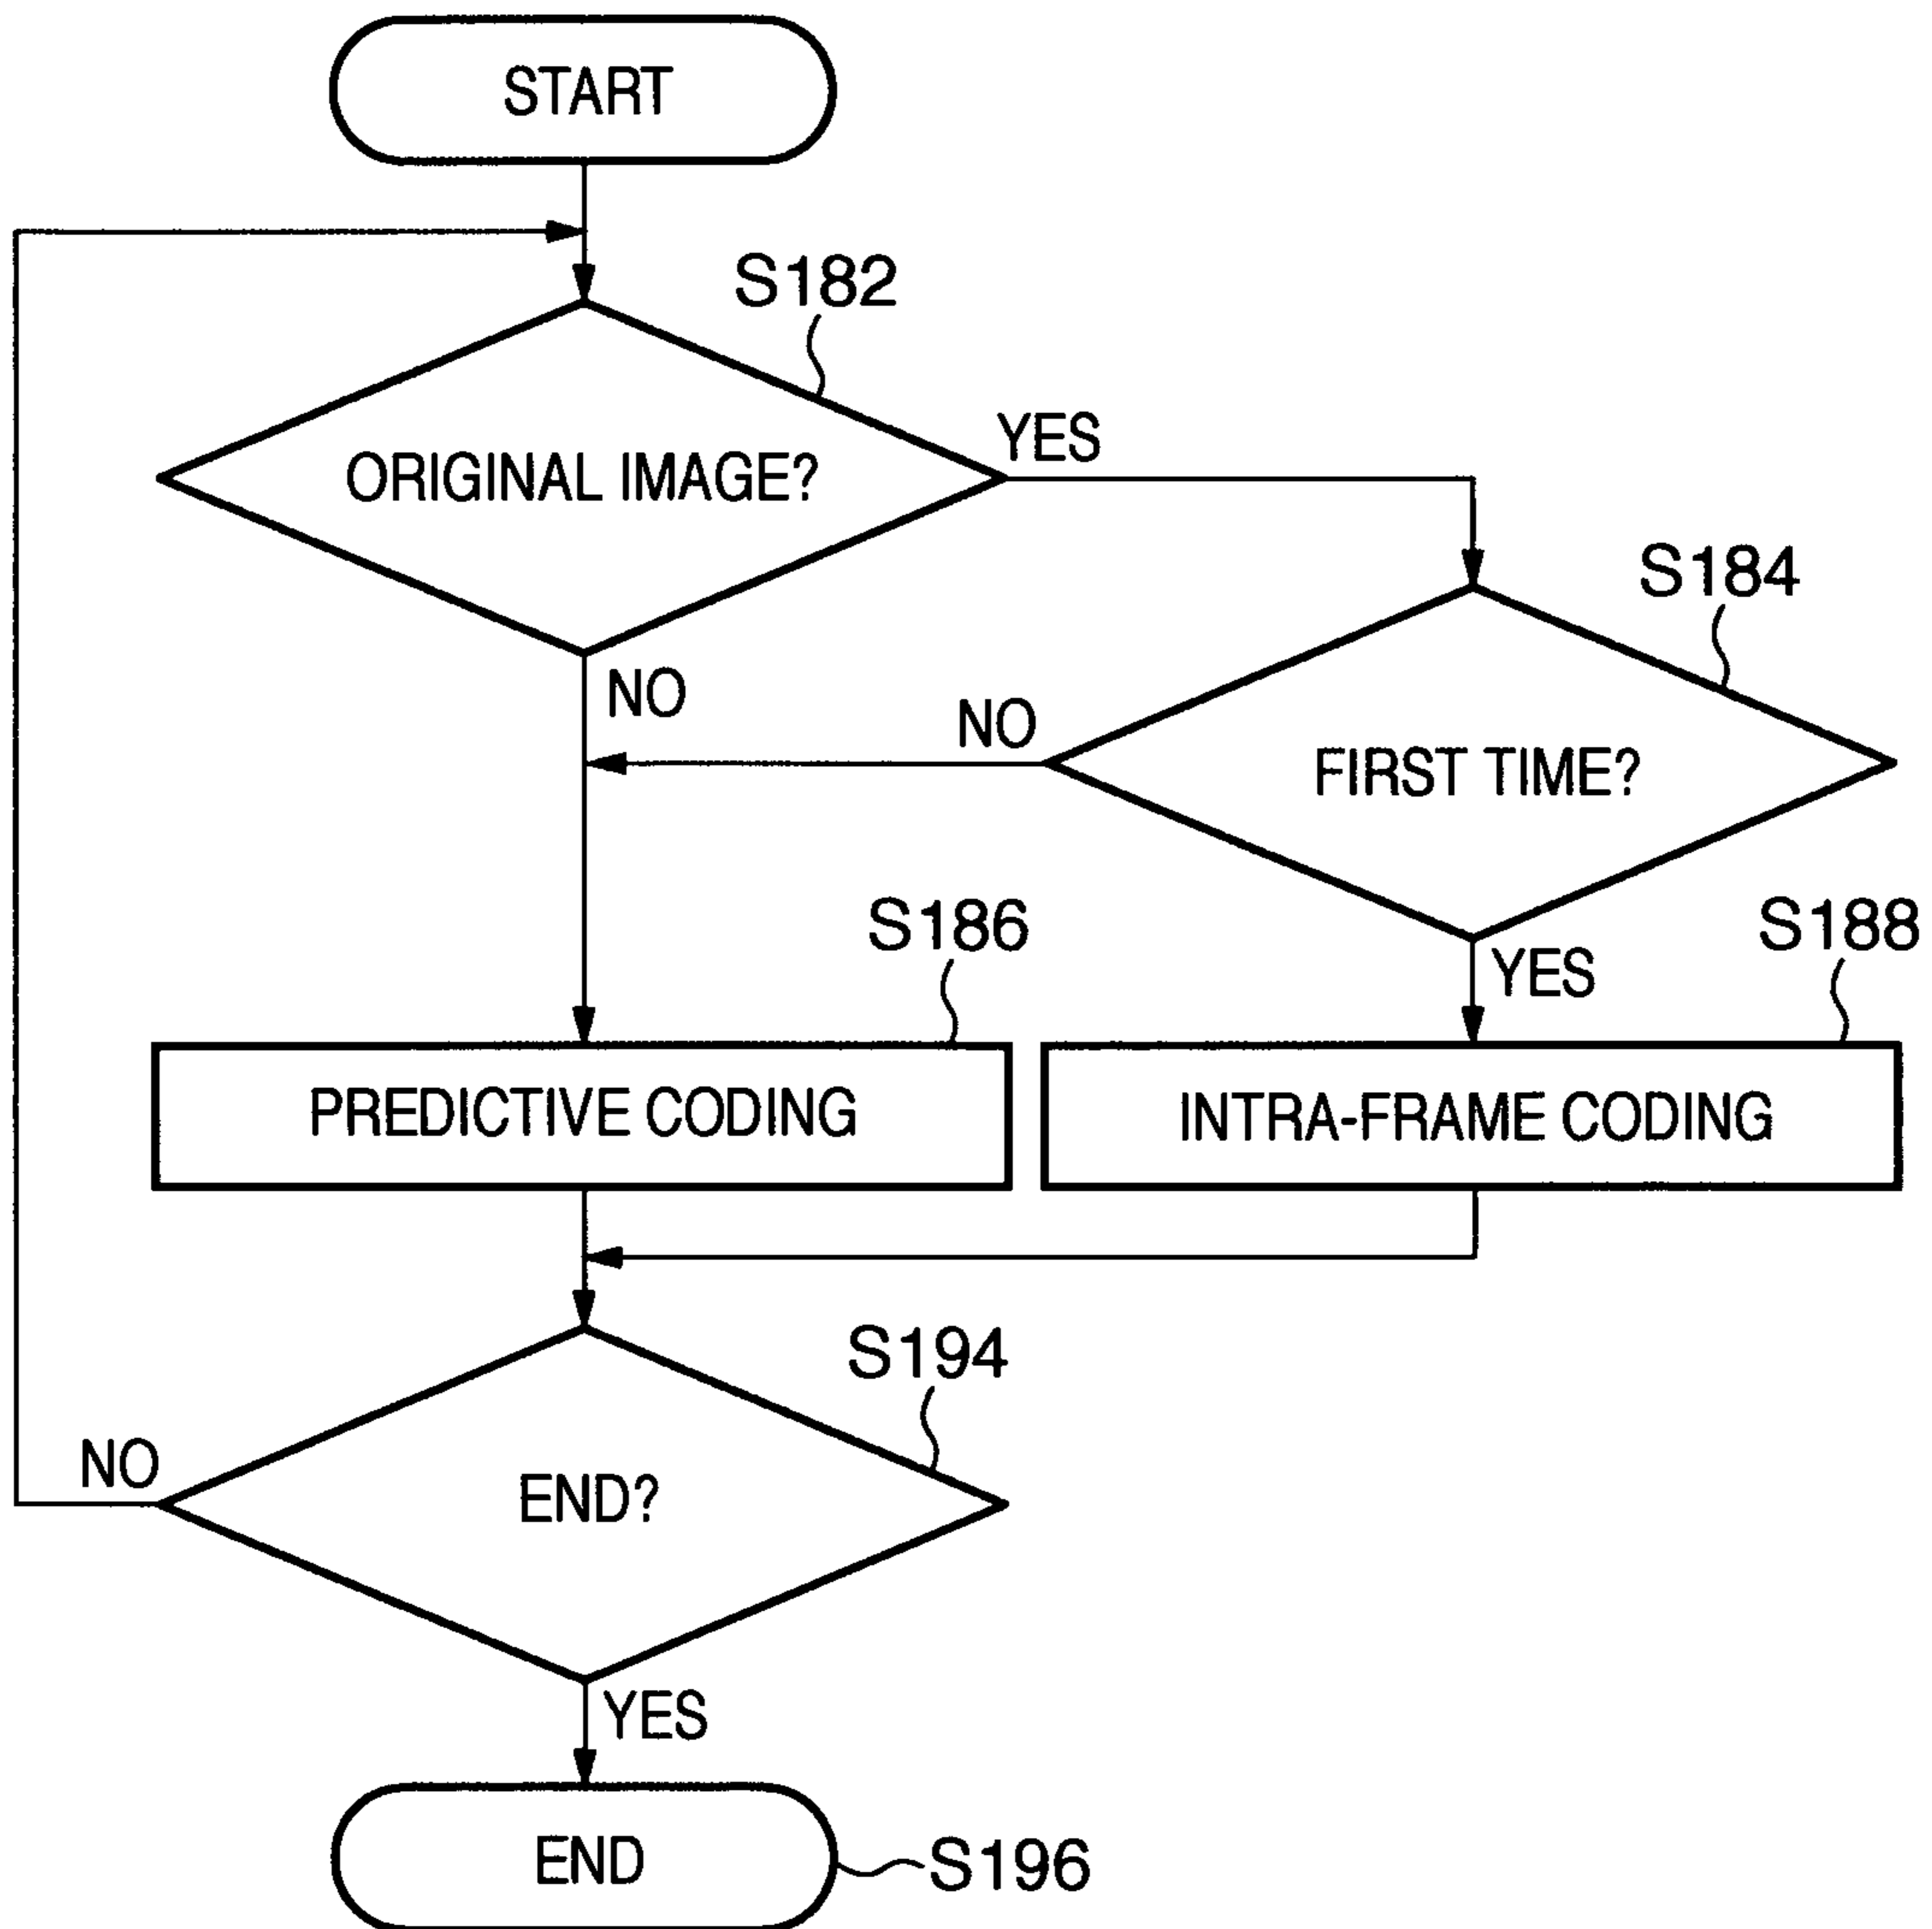 START
S182
ORIGINAL IMAGE?
YES
S184
NO
NO
FIRST TIME?
S186
S188
YES
PREDICTIVE CODING
INTRA-FRAME CODING
S194
NO
END?
YES
END
S196